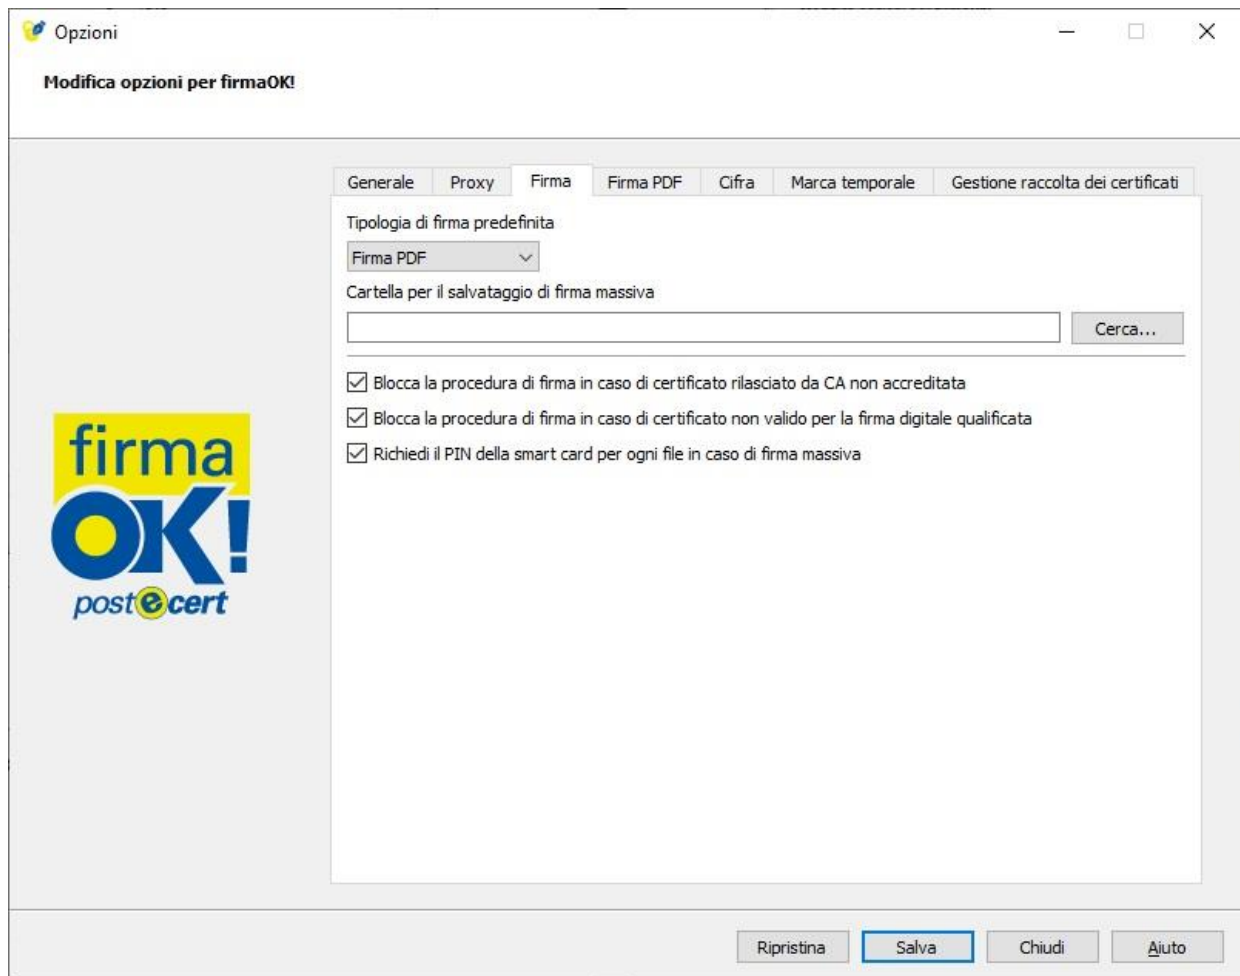 Opzioni
Modifica opzioni per firmaOK!
Generale Proxy Firma Firma PDF Cifra Marca temporale Gestione raccolta dei certificati
Tipologia di firma predefinita
Firma PDF
Cartella per il salvataggio di firma massiva
Cerca...
Blocca la procedura di firma in caso di certificato rilasciato da CA non accreditata
Blocca la procedura di firma in caso di certificato non valido per la firma digitale qualificata
Richiedi il PIN della smart card per ogni file in caso di firma massiva
firma
OK!
postecert
Ripristina Salva Chiudi Aiuto